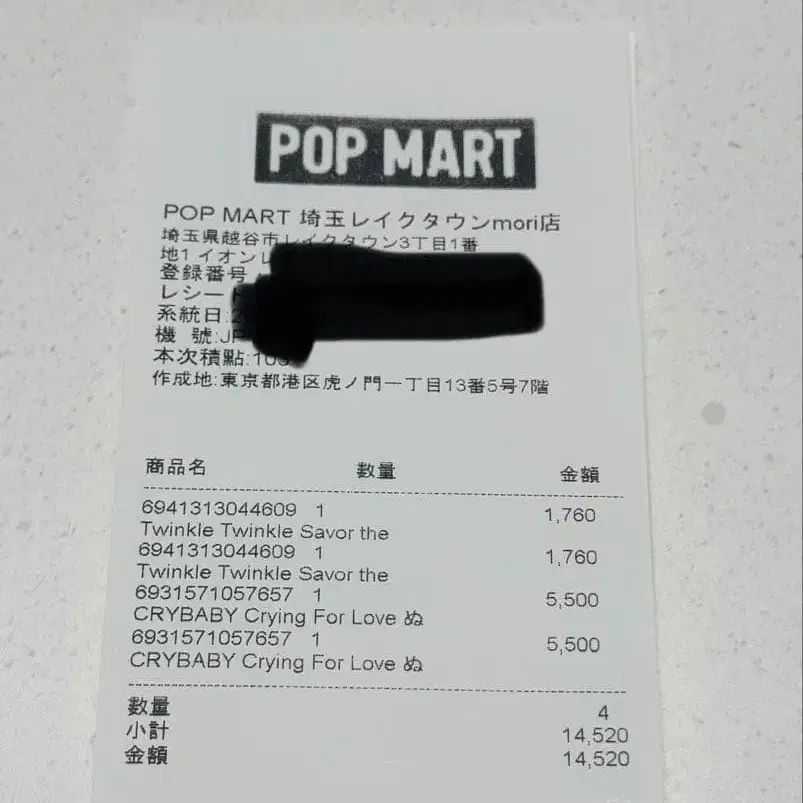 POP MART
POP MART 埼玉レイクタウンmori店
埼玉県越谷市レイクタウン3丁目1番
地1 イオンレ
登録番号
レシート
系統日:2
機 號:JP
本次積點:103
作成地:東京都港区虎ノ門一丁目13番5号7階
商品名 數量 金額
6941313044609 1 1,760
Twinkle Twinkle Savor the
6941313044609 1 1,760
Twinkle Twinkle Savor the
6931571057657 1 5,500
CRYBABY Crying For Love ぬ
6931571057657 1 5,500
CRYBABY Crying For Love ぬ
數量 4
小計 14,520
金額 14,520